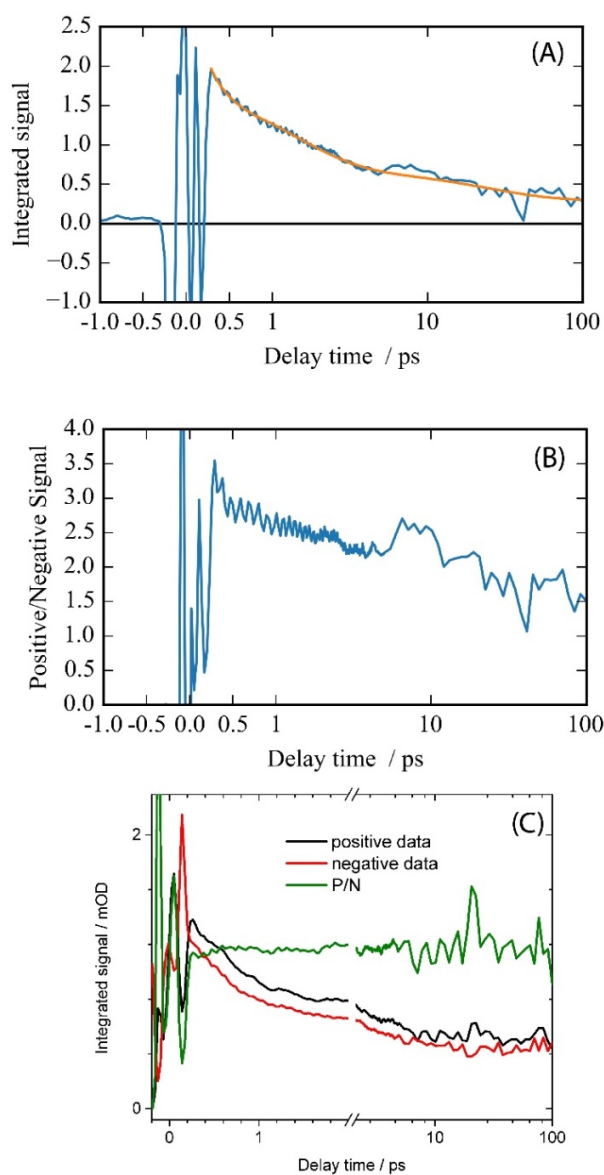 (A)
Integrated signal
2.5
2.0
1.5
1.0
0.5
0.0
−0.5
−1.0
-1.0 -0.5 0.0 0.5 1 10 100
Delay time / ps
(B)
Positive/Negative Signal
4.0
3.5
3.0
2.5
2.0
1.5
1.0
0.5
0.0
-1.0 -0.5 0.0 0.5 1 10 100
Delay time / ps
(C)
positive data
negative data
P/N
Integrated signal / mOD
2
0
0 1 10 100
Delay time / ps